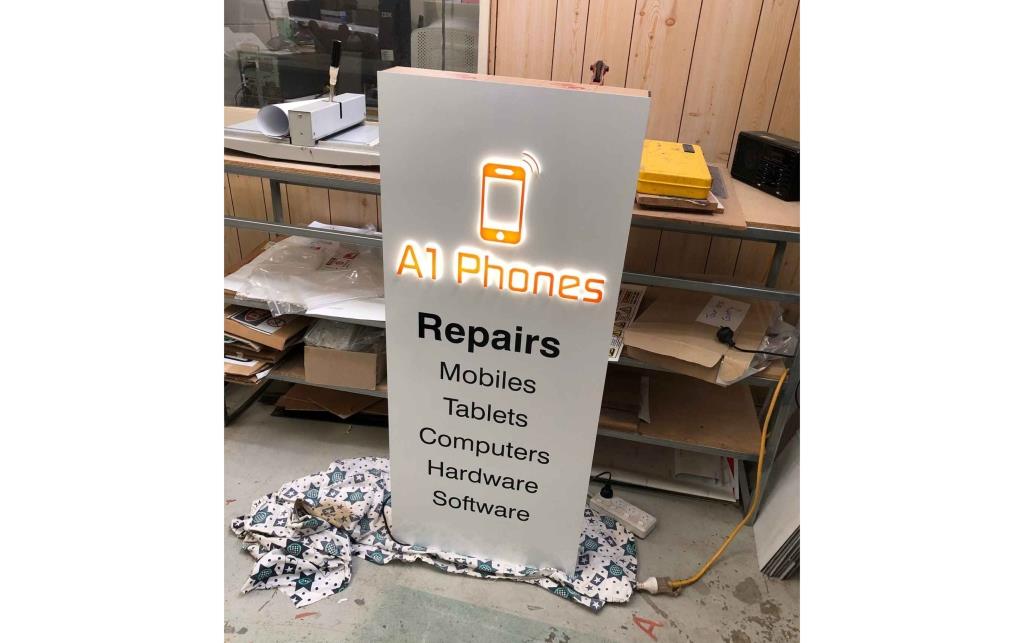 A1 Phones
Repairs
Mobiles
Tablets
Computers
Hardware
Software